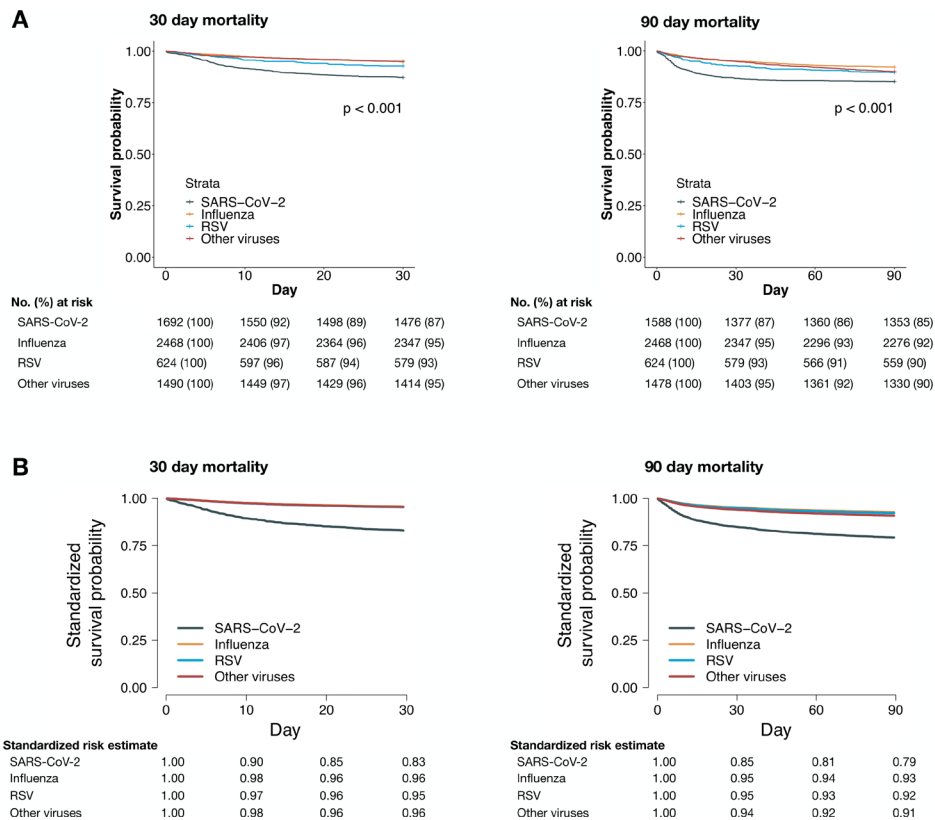 A
30 day mortality
1.00
0.75
0.50
0.25
0.00
Survival probability
p < 0.001
Strata
SARS−CoV−2
Influenza
RSV
Other viruses
0 10 20 30
Day
No. (%) at risk
SARS-CoV-2 1692 (100) 1550 (92) 1498 (89) 1476 (87)
Influenza 2468 (100) 2406 (97) 2364 (96) 2347 (95)
RSV 624 (100) 597 (96) 587 (94) 579 (93)
Other viruses 1490 (100) 1449 (97) 1429 (96) 1414 (95)
90 day mortality
1.00
0.75
0.50
0.25
0.00
Survival probability
p < 0.001
Strata
SARS−CoV−2
Influenza
RSV
Other viruses
0 30 60 90
Day
No. (%) at risk
SARS-CoV-2 1588 (100) 1377 (87) 1360 (86) 1353 (85)
Influenza 2468 (100) 2347 (95) 2296 (93) 2276 (92)
RSV 624 (100) 579 (93) 566 (91) 559 (90)
Other viruses 1478 (100) 1403 (95) 1361 (92) 1330 (90)
B
30 day mortality
1.00
0.75
0.50
0.25
0.00
Standardized
survival probability
SARS−CoV−2
Influenza
RSV
Other viruses
0 10 20 30
Day
Standardized risk estimate
SARS-CoV-2 1.00 0.90 0.85 0.83
Influenza 1.00 0.98 0.96 0.96
RSV 1.00 0.97 0.96 0.95
Other viruses 1.00 0.98 0.96 0.96
90 day mortality
1.00
0.75
0.50
0.25
0.00
Standardized
survival probability
SARS−CoV−2
Influenza
RSV
Other viruses
0 30 60 90
Day
Standardized risk estimate
SARS-CoV-2 1.00 0.85 0.81 0.79
Influenza 1.00 0.95 0.94 0.93
RSV 1.00 0.95 0.93 0.92
Other viruses 1.00 0.94 0.92 0.91